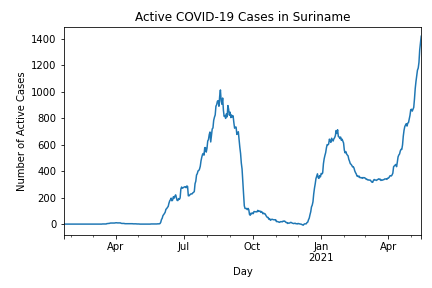 Active COVID-19 Cases in Suriname
Number of Active Cases
1400
1200
1000
800
600
400
200
0
Apr
Jul
Oct
Jan
2021
Apr
Day